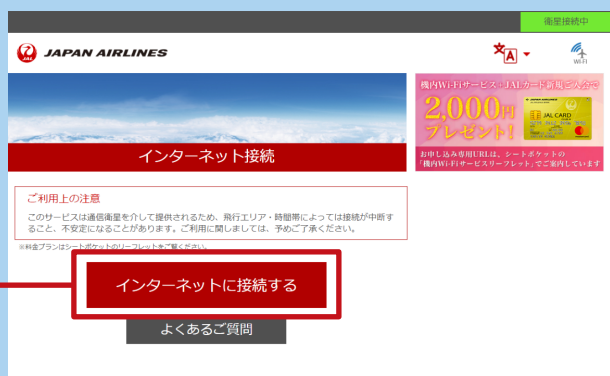 衛星接続中
JAL
JAPAN AIRLINES
文A
Wi-Fi
機内Wi-Fiサービス+JALカード新規ご入会で
2,000円
プレゼント!
JAL CARD
お申し込み専用URLは、シートポケットの
「機内Wi-Fiサービスリーフレット」でご案内しています
インターネット接続
ご利用上の注意
このサービスは通信衛星を介して提供されるため、飛行エリア・時間帯によっては接続が中断す
ること、不安定になることがあります。ご利用に関しましては、予めご了承ください。
※料金プランはシートポケットのリーフレットをご覧ください。
インターネットに接続する
よくあるご質問